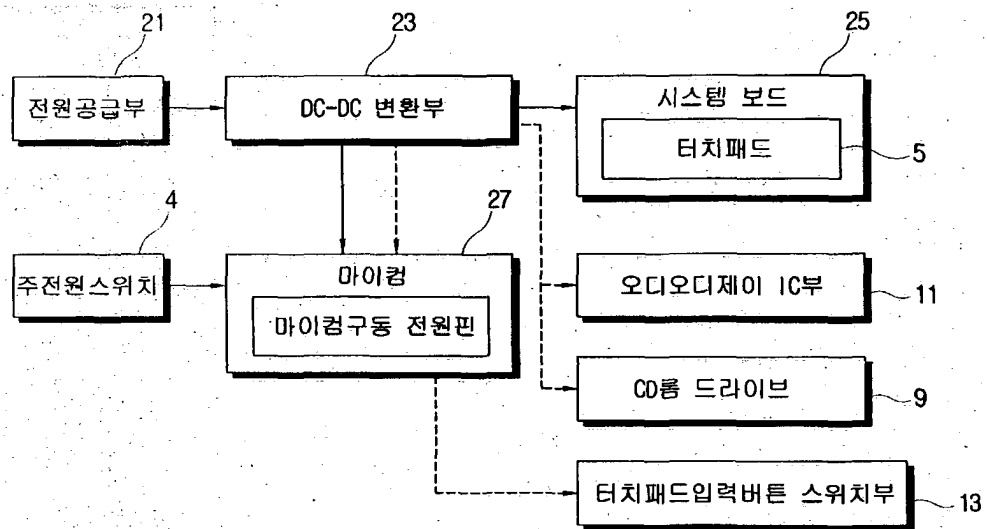 21
전원공급부
23
DC-DC 변환부
25
시스템 보드
터치패드
5
4
주전원스위치
27
마이컴
마이컴구동 전원핀
오디오디제이 IC부
11
CD롬 드라이브
9
터치패드입력버튼 스위치부
13